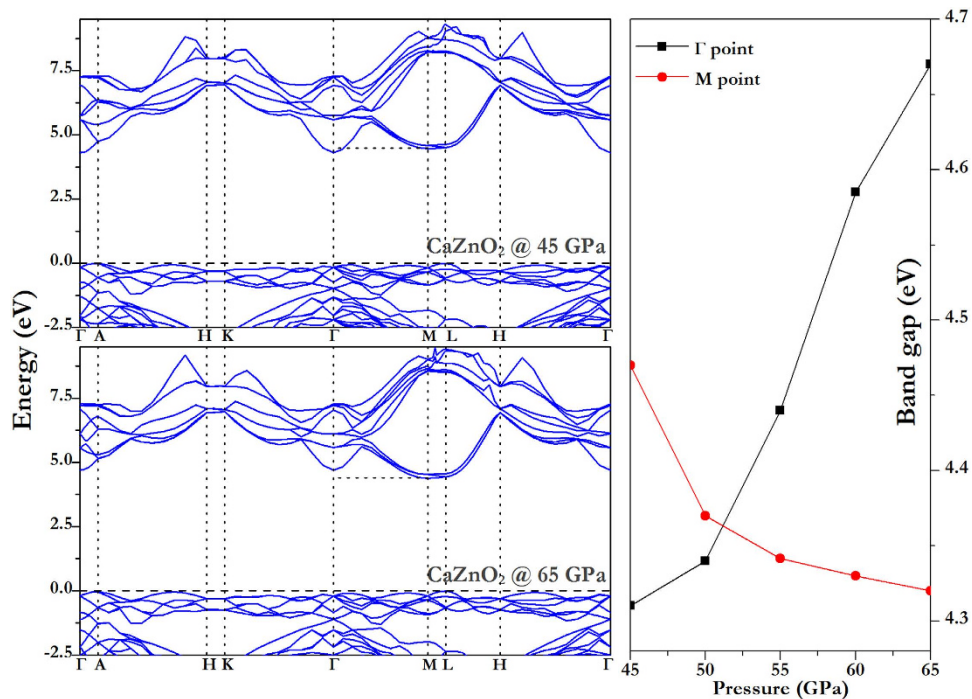 Energy (eV)
7.5
5.0
2.5
0.0
-2.5
CaZnO₂ @ 45 GPa
Γ A H K Γ M L H Γ
7.5
5.0
2.5
0.0
-2.5
CaZnO₂ @ 65 GPa
Γ A H K Γ M L H Γ
Γ point
M point
4.7
4.6
4.5
4.4
4.3
Band gap (eV)
45 50 55 60 65
Pressure (GPa)